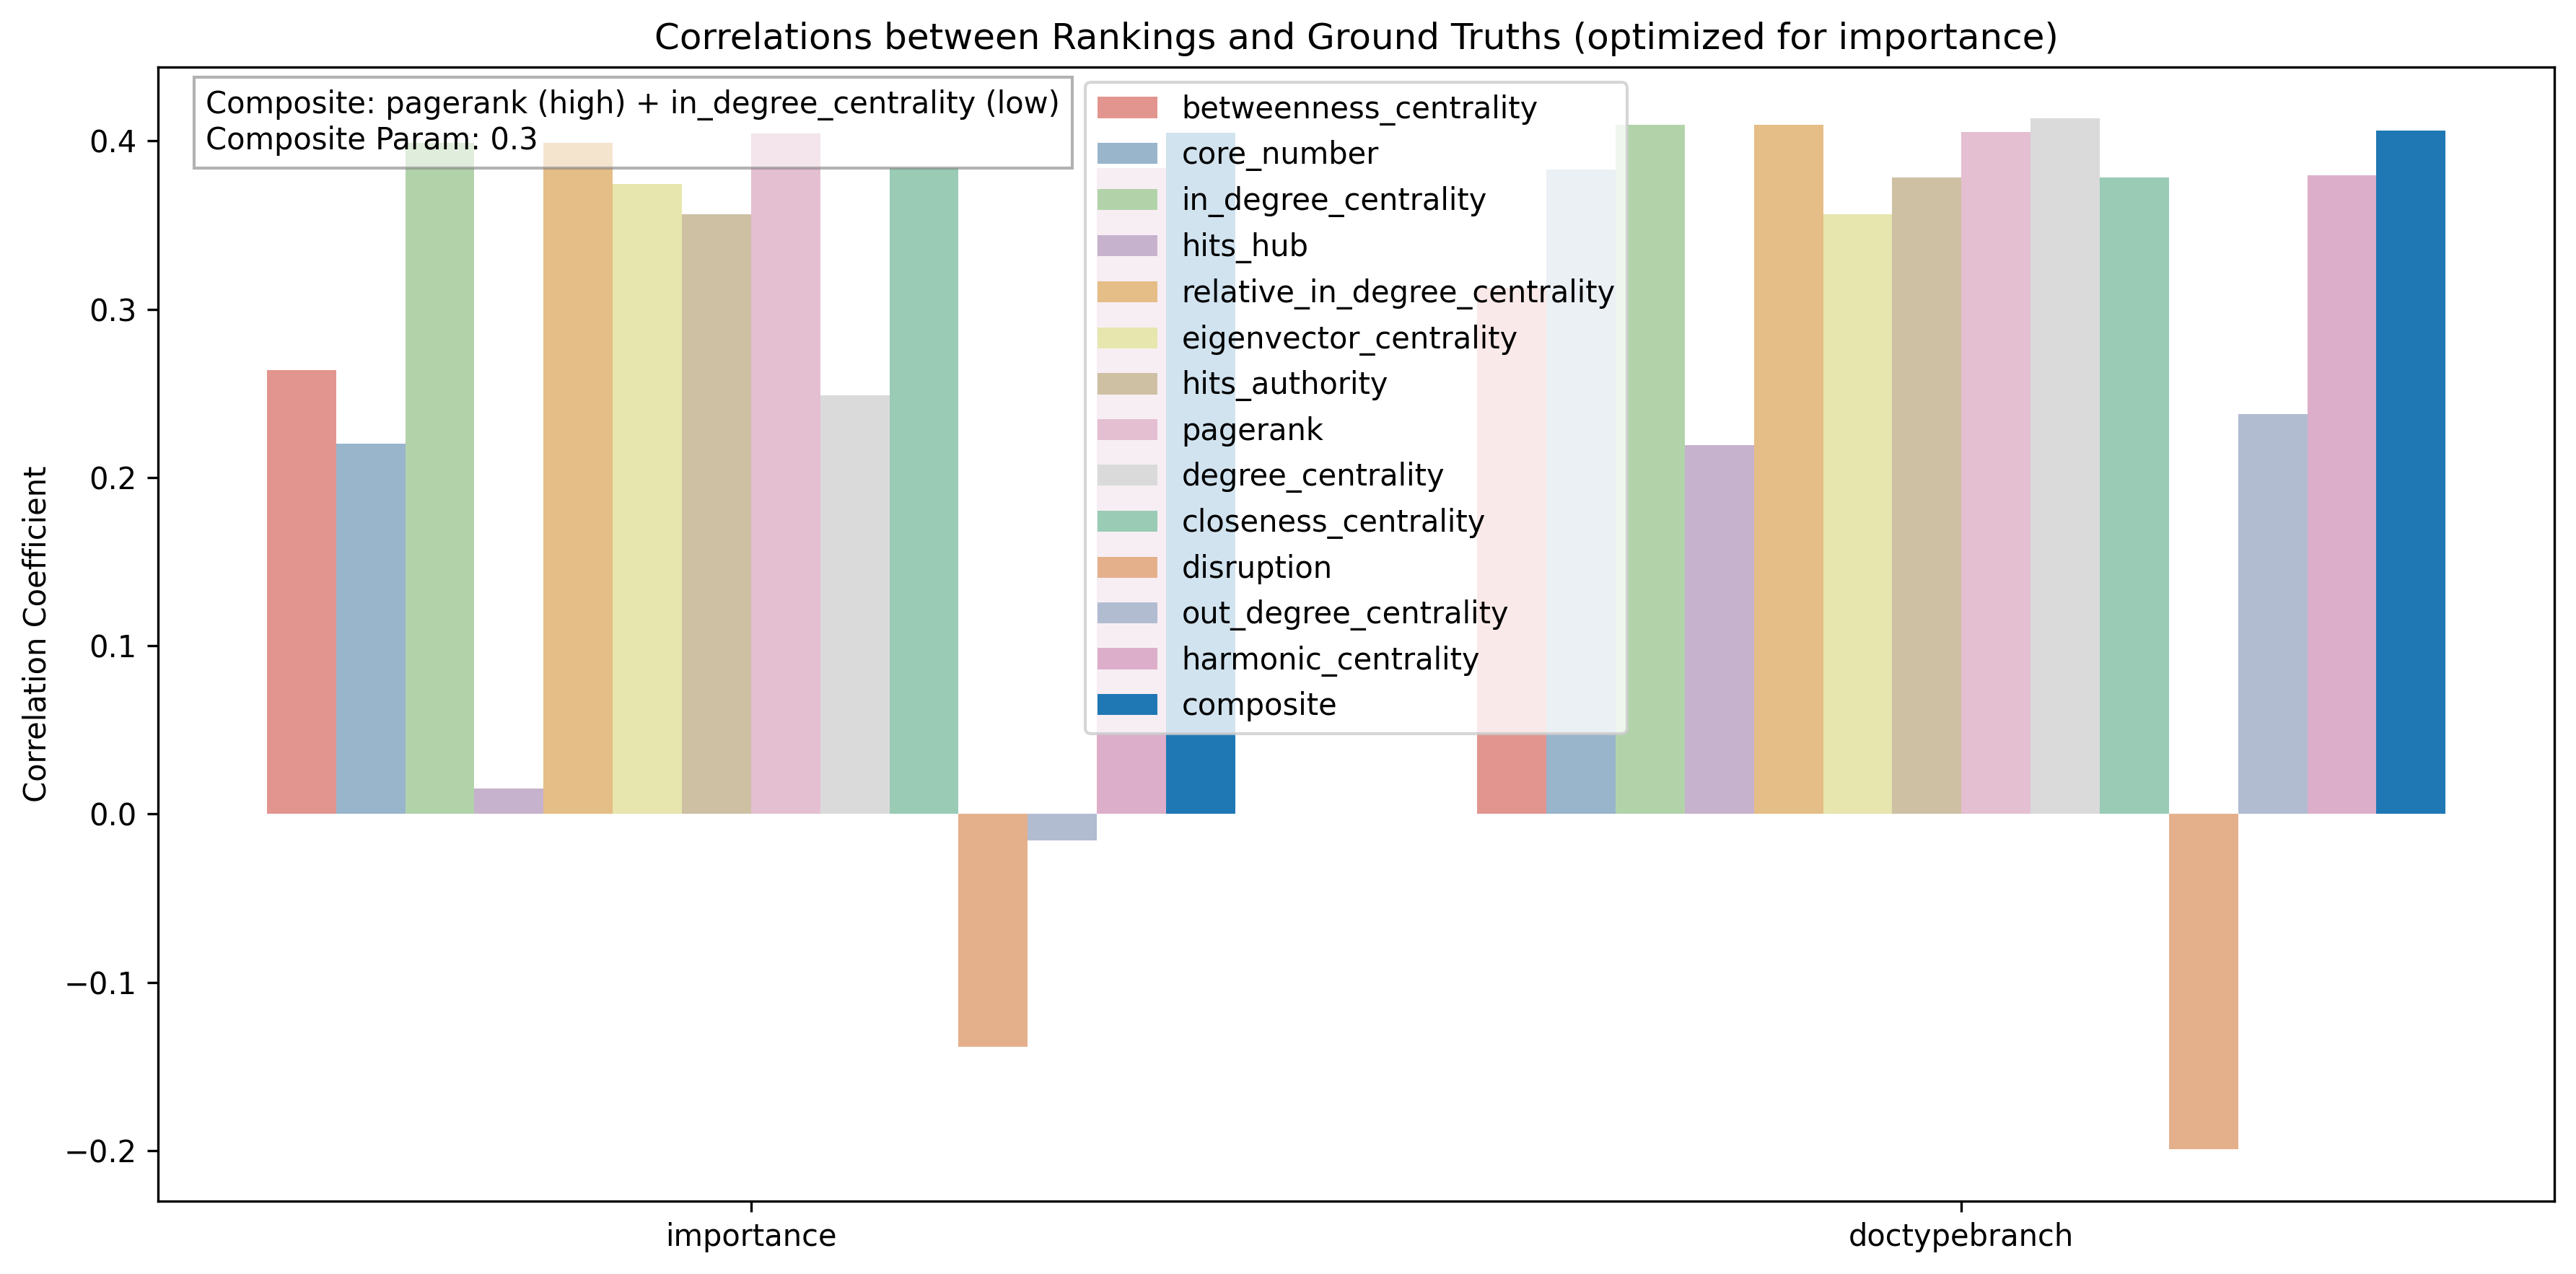 Correlations between Rankings and Ground Truths (optimized for importance)
Composite: pagerank (high) + in_degree_centrality (low)
Composite Param: 0.3
betweenness_centrality
core_number
in_degree_centrality
hits_hub
relative_in_degree_centrality
eigenvector_centrality
hits_authority
pagerank
degree_centrality
closeness_centrality
disruption
out_degree_centrality
harmonic_centrality
composite
Correlation Coefficient
0.4
0.3
0.2
0.1
0.0
−0.1
−0.2
importance
doctypebranch